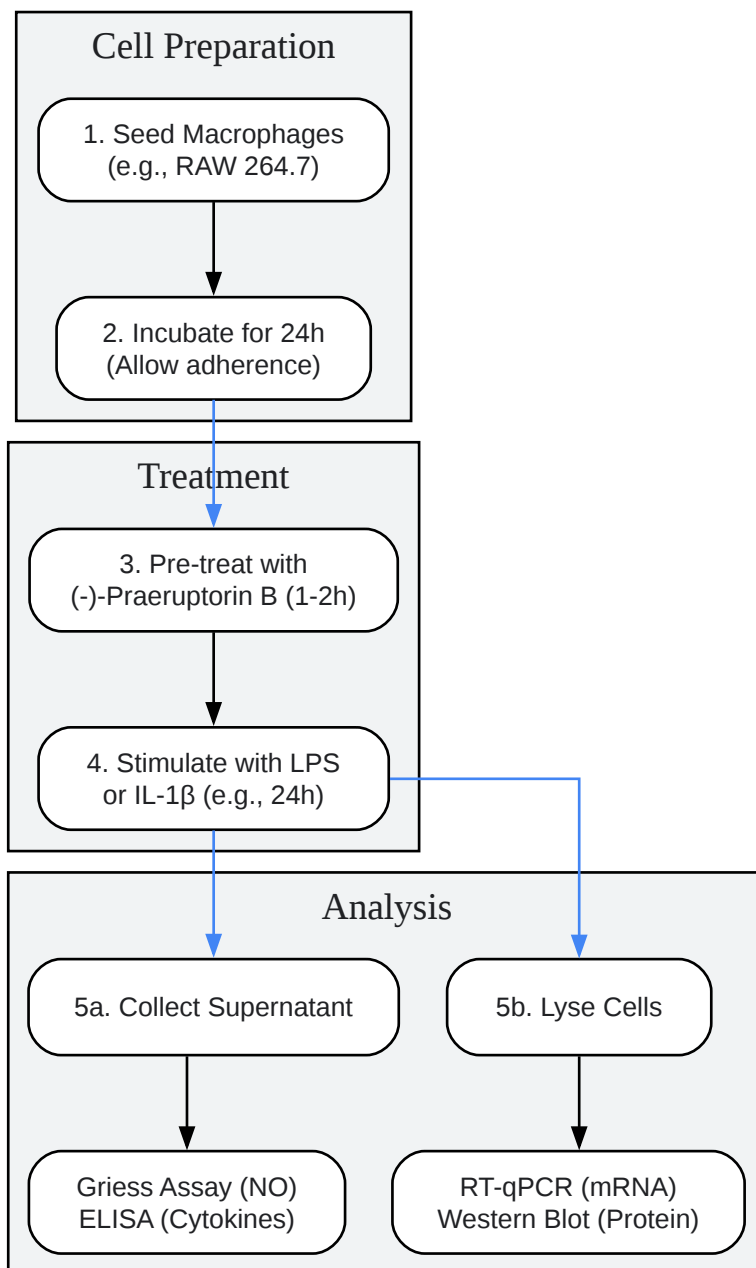 Cell Preparation
1. Seed Macrophages
(e.g., RAW 264.7)
2. Incubate for 24h
(Allow adherence)
Treatment
3. Pre-treat with
(-)-Praeruptorin B (1-2h)
4. Stimulate with LPS
or IL-1β (e.g., 24h)
Analysis
5a. Collect Supernatant
5b. Lyse Cells
Griess Assay (NO)
ELISA (Cytokines)
RT-qPCR (mRNA)
Western Blot (Protein)